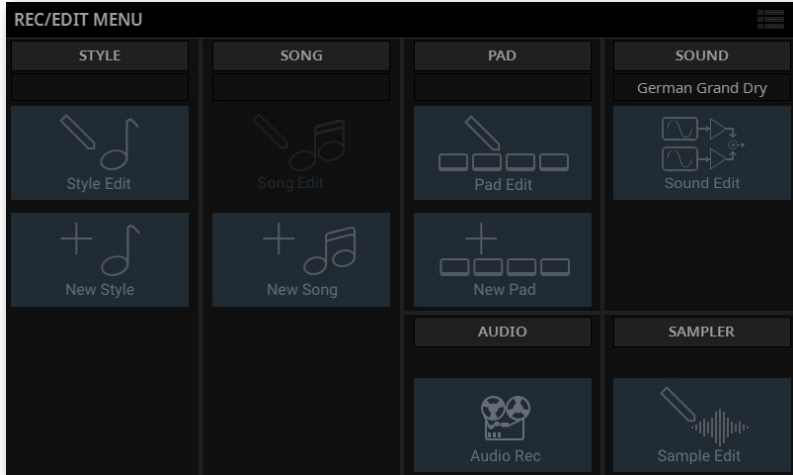 REC/EDIT MENU
STYLE
SONG
PAD
SOUND
German Grand Dry
Style Edit
Song Edit
Pad Edit
Sound Edit
New Style
New Song
New Pad
AUDIO
SAMPLER
Audio Rec
Sample Edit